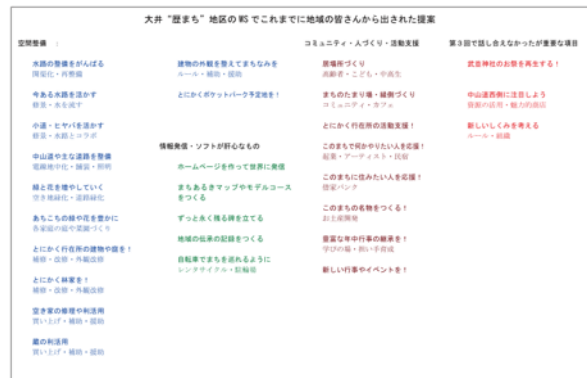 大井“歴まち”地区のWSでこれまでに地域の皆さんから出された提案
空間整備　：
水路の整備をがんばる
開渠化・再整備
今ある水路を活かす
修景・水を流す
小道・ヒヤバを活かす
修景・水路とコラボ
中山道や主な道路を整備
電線地中化・舗装・照明
緑と花を増やしていく
空き地緑化・道路緑化
あちこちの緑や花を豊かに
各家庭の庭や菜園づくり
とにかく行在所の建物や庭を！
補修・改修・外観改修
とにかく林家を！
補修・改修・外観改修
空き家の修理や利活用
買い上げ・補助・援助
蔵の利活用
買い上げ・補助・援助
建物の外観を整えてまちなみを
ルール・補助・援助
とにかくポケットパーク予定地を！
情報発信・ソフトが肝心なもの
ホームページを作って世界に発信
まちあるきマップやモデルコース
をつくる
ずっと永く残る碑を立てる
地域の伝承の記録をつくる
自転車でまちを巡れるように
レンタサイクル・駐輪場
コミュニティ・人づくり・活動支援
居場所づくり
高齢者・こども・中高生
まちのたまり場・縁側づくり
コミュニティ・カフェ
とにかく行在所の活動支援！
このまちで何かやりたい人を応援！
起業・アーティスト・民宿
このまちに住みたい人を応援！
借家バンク
このまちの名物をつくる！
お土産開発
豊富な年中行事の継承を！
学びの場・担い手育成
新しい行事やイベントを！
第３回で話し合えなかったが重要な項目
武並神社のお祭を再生する！
中山道西側に注目しよう
資源の活用・魅力的商店
新しいしくみを考える
ルール・組織